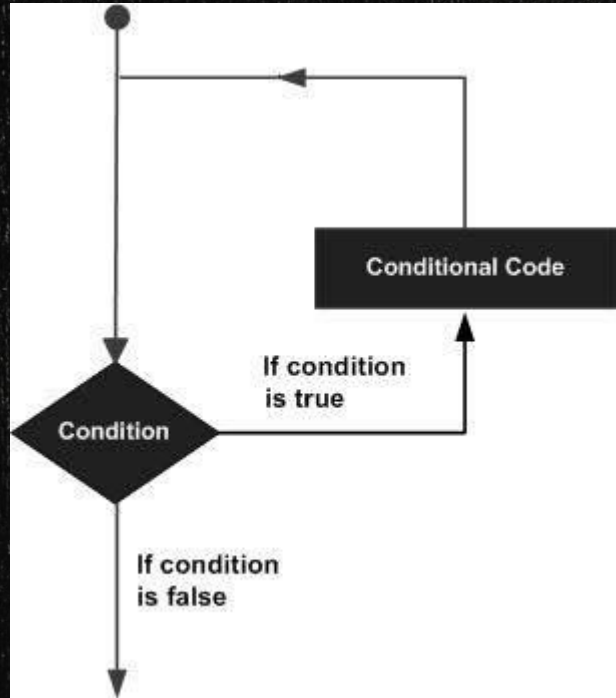 Conditional Code
If condition
is true
Condition
If condition
is false